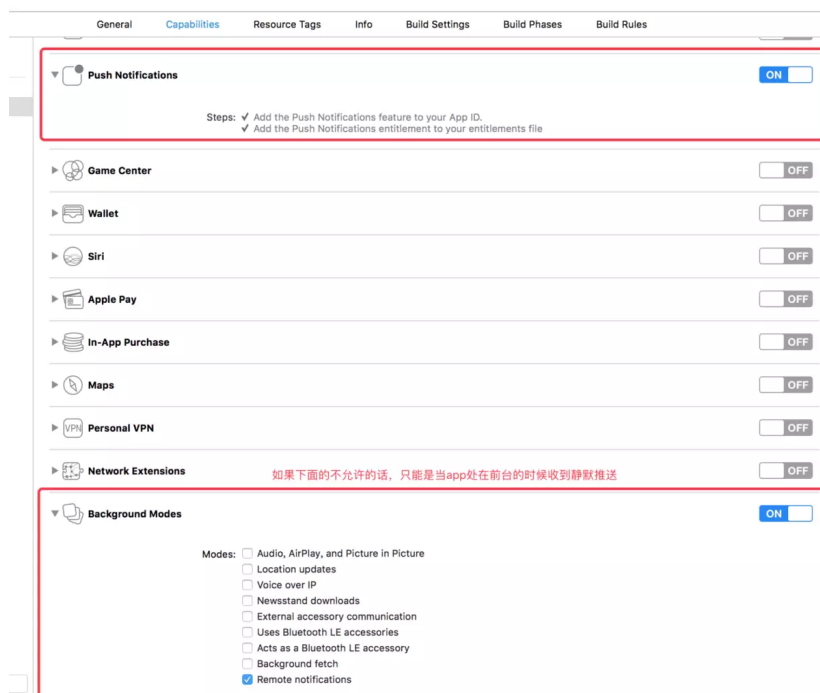 General Capabilities Resource Tags Info Build Settings Build Phases Build Rules
Push Notifications ON
Steps: ✓ Add the Push Notifications feature to your App ID.
✓ Add the Push Notifications entitlement to your entitlements file
Game Center OFF
Wallet OFF
Siri OFF
Apple Pay OFF
In-App Purchase OFF
Maps OFF
VPN Personal VPN OFF
Network Extensions 如果下面的不允许的话，只能是当app处在前台的时候收到静默推送 OFF
Background Modes ON
Modes: Audio, AirPlay, and Picture in Picture
Location updates
Voice over IP
Newsstand downloads
External accessory communication
Uses Bluetooth LE accessories
Acts as a Bluetooth LE accessory
Background fetch
Remote notifications